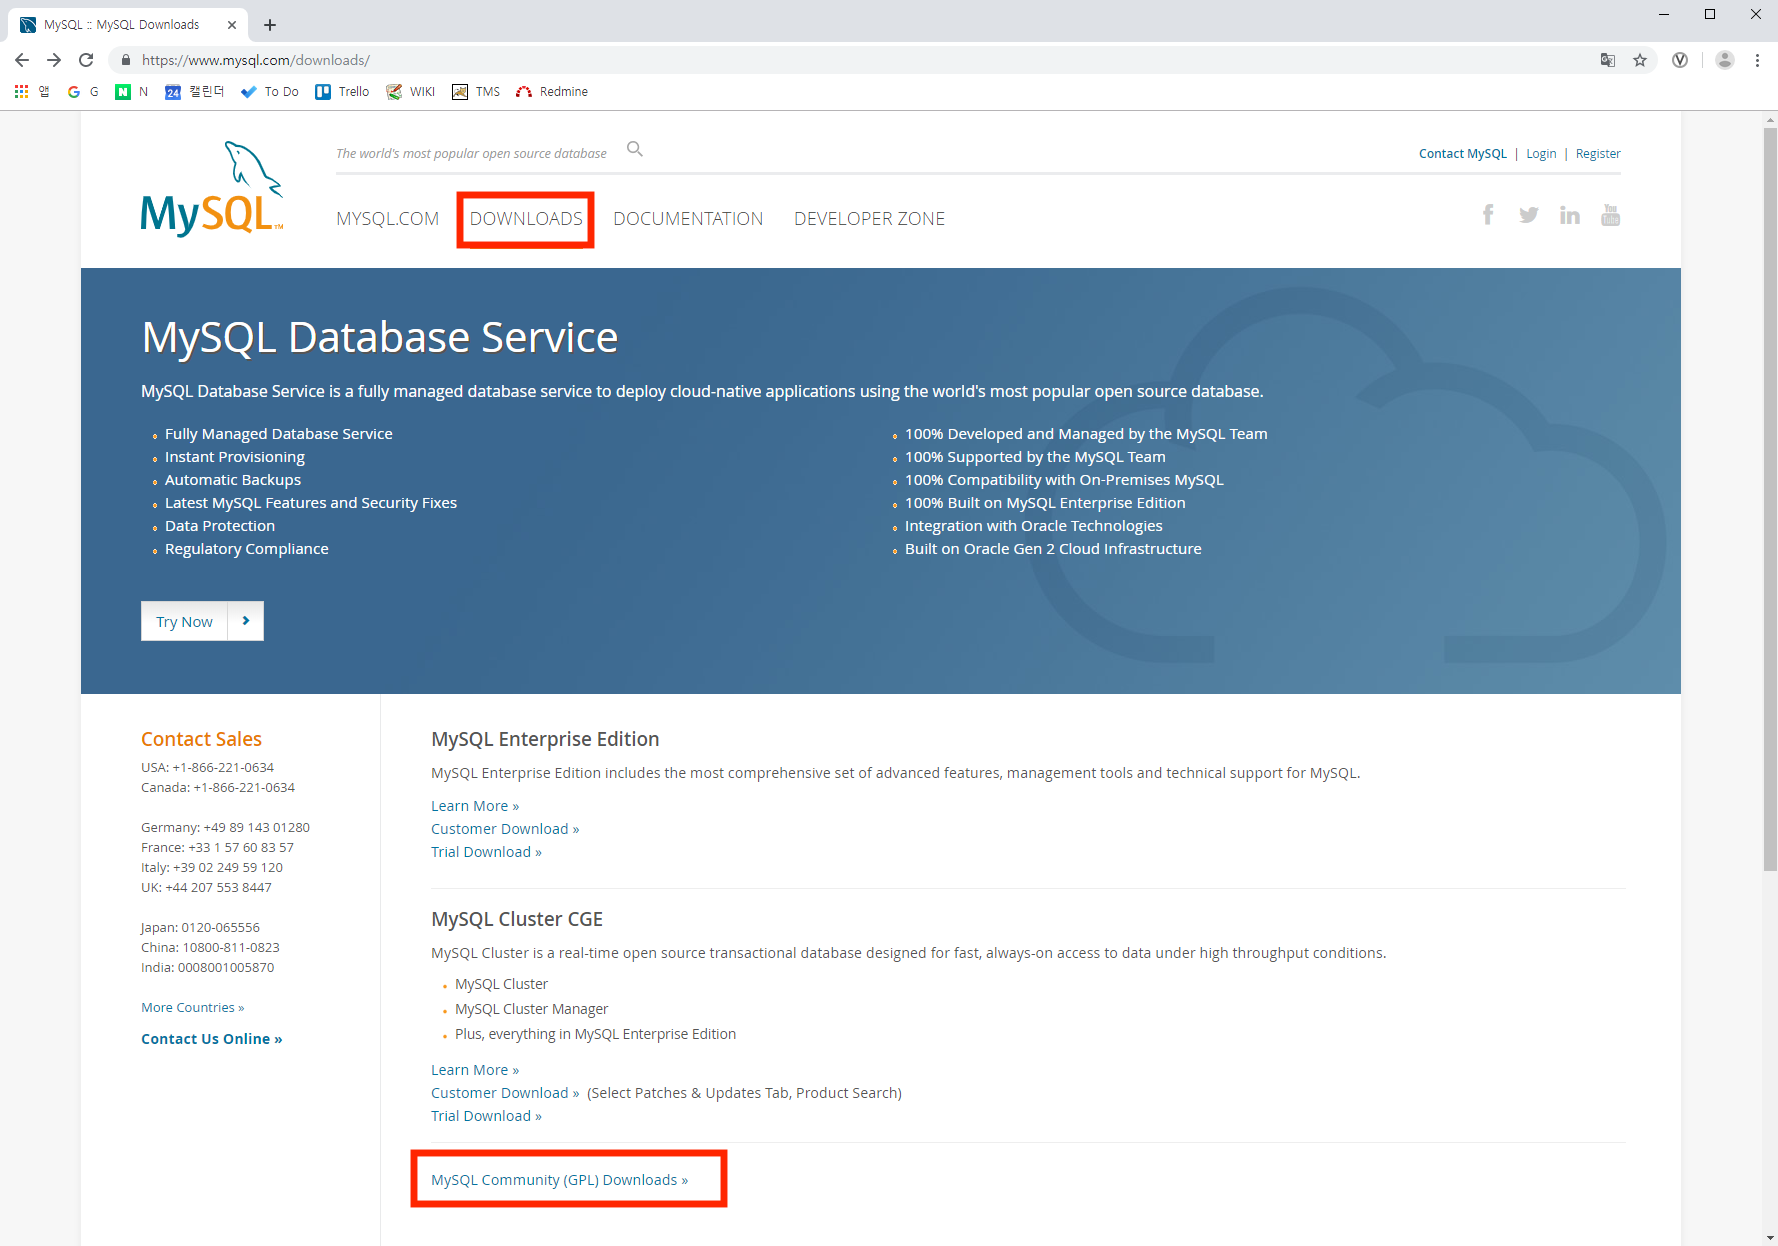 MySQL :: MySQL Downloads
https://www.mysql.com/downloads/
앱 G N 24 캘린더 To Do Trello WIKI TMS Redmine
MySQL™
The world's most popular open source database
Contact MySQL | Login | Register
MYSQL.COM DOWNLOADS DOCUMENTATION DEVELOPER ZONE
You Tube
MySQL Database Service
MySQL Database Service is a fully managed database service to deploy cloud-native applications using the world's most popular open source database.
Fully Managed Database Service
Instant Provisioning
Automatic Backups
Latest MySQL Features and Security Fixes
Data Protection
Regulatory Compliance
100% Developed and Managed by the MySQL Team
100% Supported by the MySQL Team
100% Compatibility with On-Premises MySQL
100% Built on MySQL Enterprise Edition
Integration with Oracle Technologies
Built on Oracle Gen 2 Cloud Infrastructure
Try Now
Contact Sales
USA: +1-866-221-0634
Canada: +1-866-221-0634
Germany: +49 89 143 01280
France: +33 1 57 60 83 57
Italy: +39 02 249 59 120
UK: +44 207 553 8447
Japan: 0120-065556
China: 10800-811-0823
India: 0008001005870
More Countries »
Contact Us Online »
MySQL Enterprise Edition
MySQL Enterprise Edition includes the most comprehensive set of advanced features, management tools and technical support for MySQL.
Learn More »
Customer Download »
Trial Download »
MySQL Cluster CGE
MySQL Cluster is a real-time open source transactional database designed for fast, always-on access to data under high throughput conditions.
MySQL Cluster
MySQL Cluster Manager
Plus, everything in MySQL Enterprise Edition
Learn More »
Customer Download » (Select Patches & Updates Tab, Product Search)
Trial Download »
MySQL Community (GPL) Downloads »